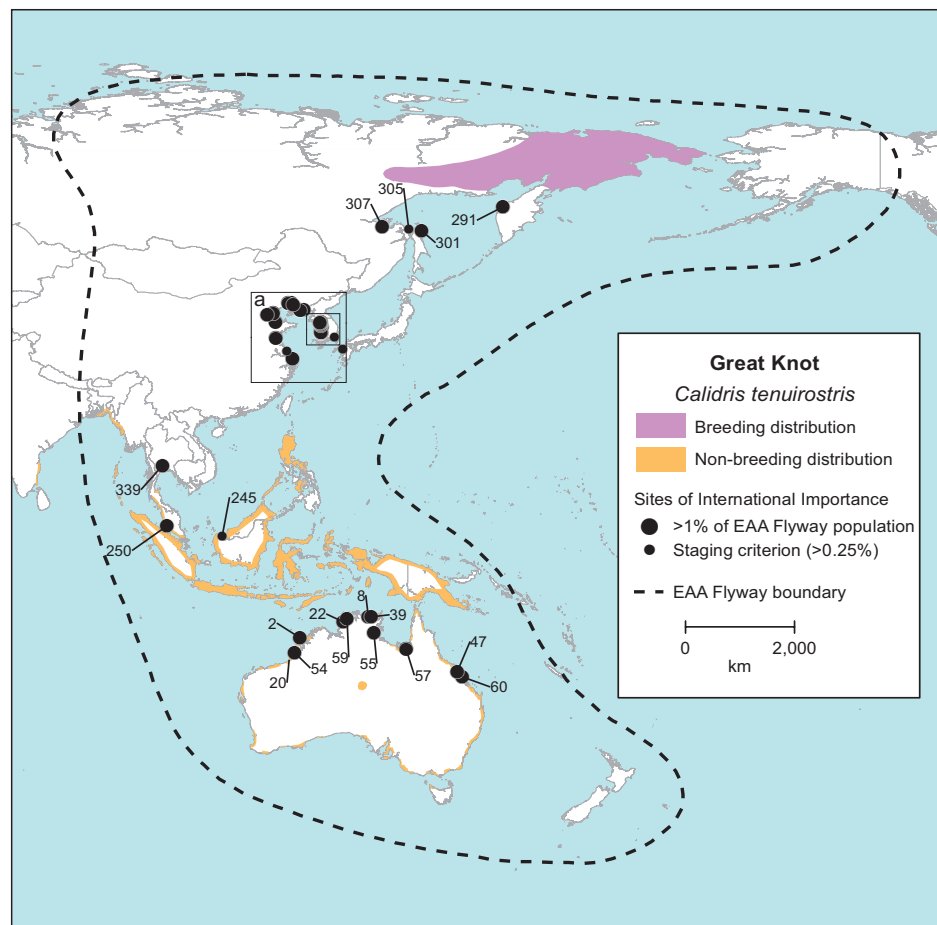 305
307
291
301
a
Great Knot
Calidris tenuirostris
Breeding distribution
Non-breeding distribution
Sites of International Importance
>1% of EAA Flyway population
Staging criterion (>0.25%)
EAA Flyway boundary
0 2,000
km
339
245
250
8
22 39
2
47
59 55
20 54 57 60